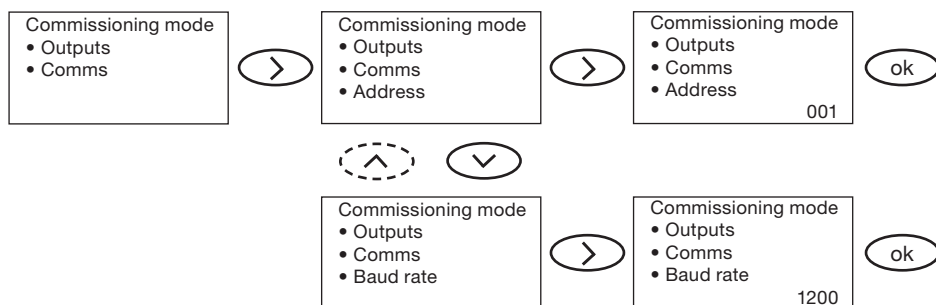 Commissioning mode
• Outputs
• Comms
Commissioning mode
• Outputs
• Comms
• Address
Commissioning mode
• Outputs
• Comms
• Address
001
ok
Commissioning mode
• Outputs
• Comms
• Baud rate
Commissioning mode
• Outputs
• Comms
• Baud rate
1200
ok